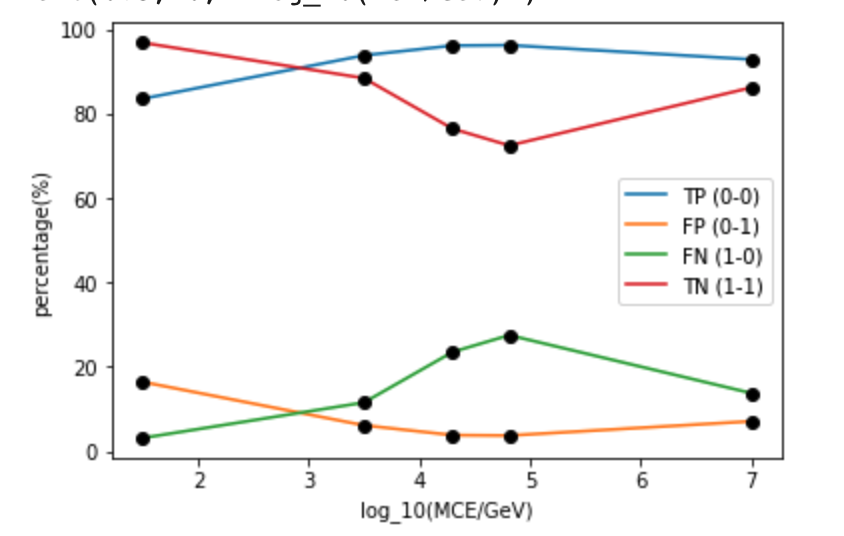 100
80
60
40
20
0
percentage(%)
TP (0-0)
FP (0-1)
FN (1-0)
TN (1-1)
2 3 4 5 6 7
log_10(MCE/GeV)